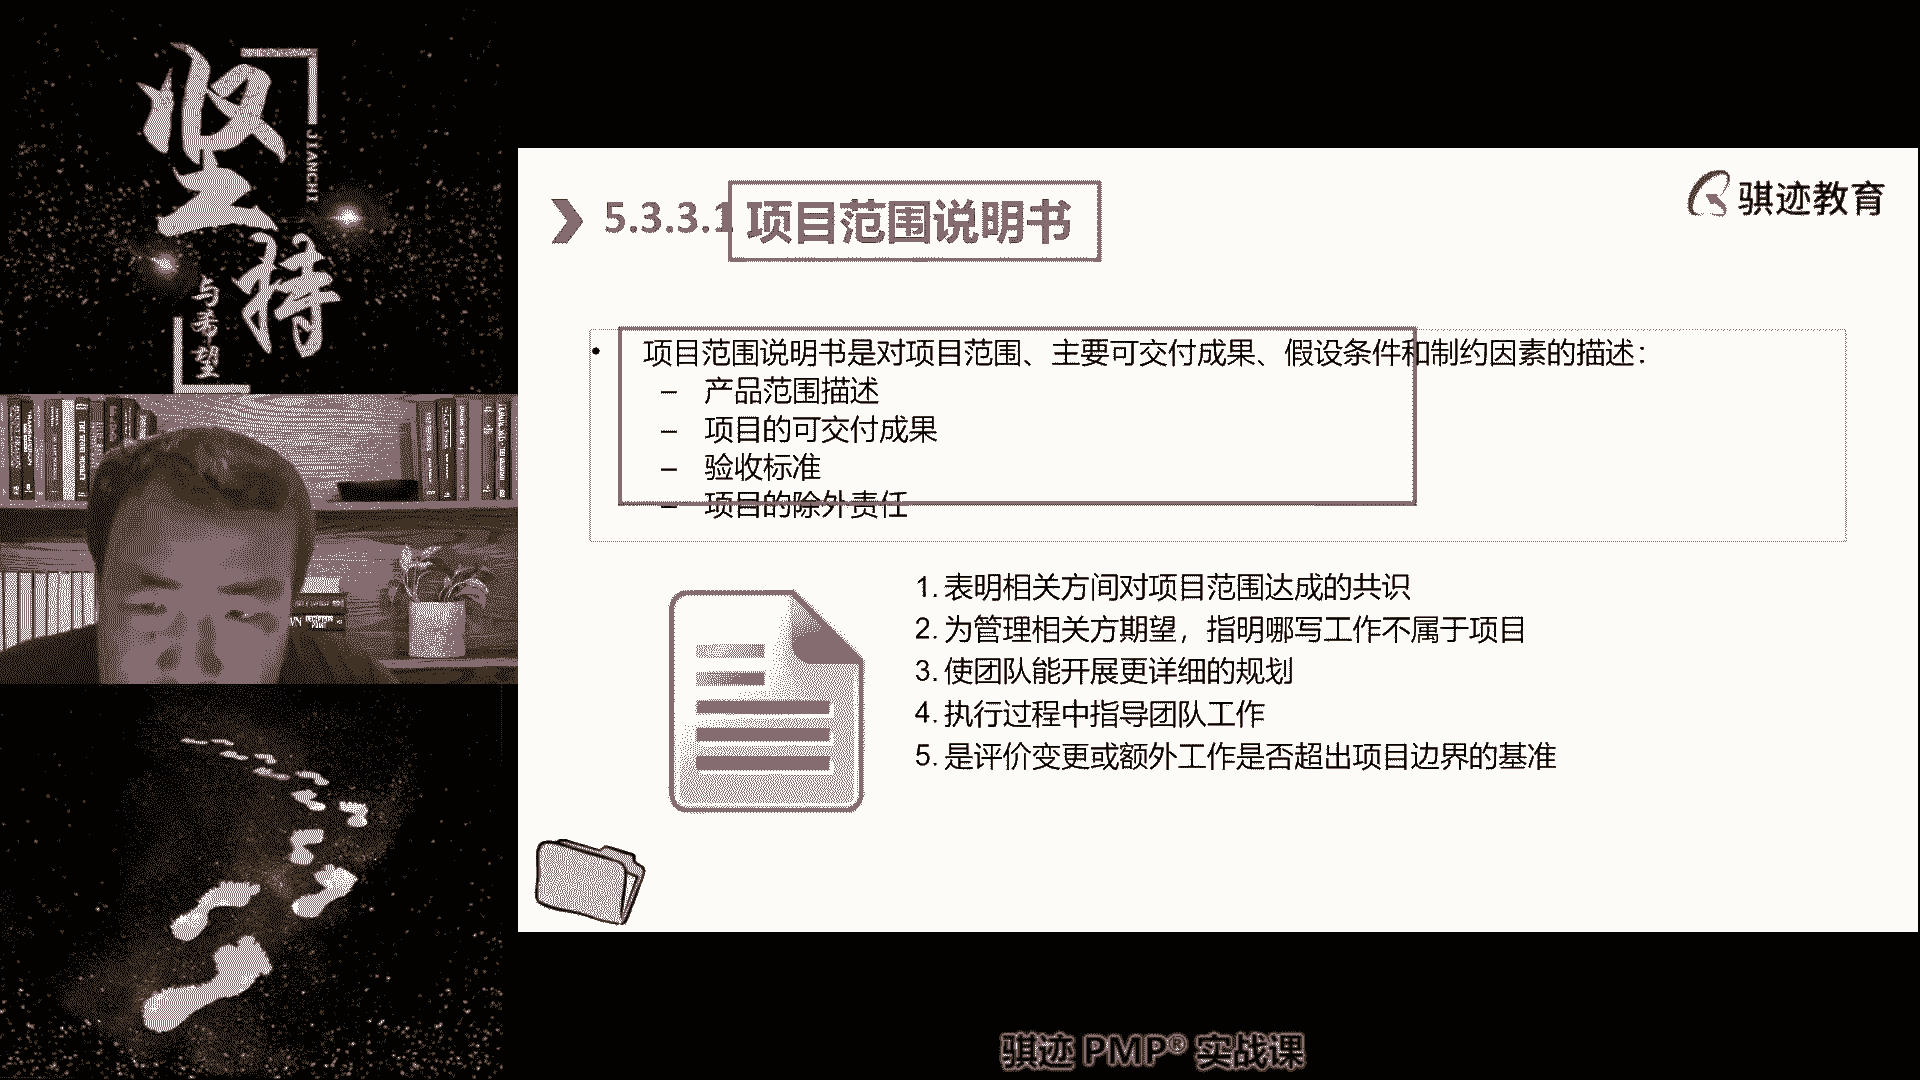 坚持
JIANCHI
与希望
骐迹教育
5.3.3.1 项目范围说明书
• 项目范围说明书是对项目范围、主要可交付成果、假设条件和制约因素的描述：
– 产品范围描述
– 项目的可交付成果
– 验收标准
– 项目的除外责任
1. 表明相关方间对项目范围达成的共识
2. 为管理相关方期望，指明哪写工作不属于项目
3. 使团队能开展更详细的规划
4. 执行过程中指导团队工作
5. 是评价变更或额外工作是否超出项目边界的基准
骐迹 PMP® 实战课